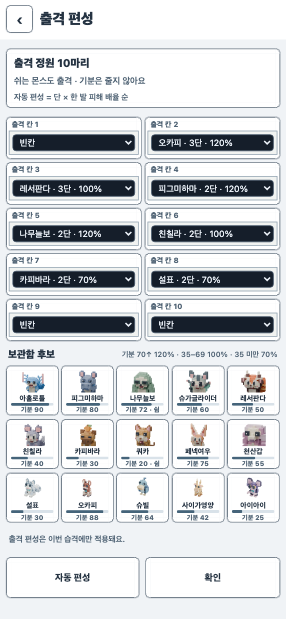 출격 편성
출격 정원 10마리
쉬는 몬스도 출격 · 기분은 줄지 않아요
자동 편성 = 단 × 한 발 피해 배율 순
출격 칸 1
출격 칸 2
빈칸
오카피 · 3단 · 120%
출격 칸 3
출격 칸 4
레서판다 · 3단 · 100%
피그미하마 · 2단 · 120%
출격 칸 5
출격 칸 6
나무늘보 · 2단 · 120%
친칠라 · 2단 · 100%
출격 칸 7
출격 칸 8
카피바라 · 2단 · 70%
설표 · 2단 · 70%
출격 칸 9
출격 칸 10
빈칸
빈칸
보관함 후보
기분 70↑ 120% · 35–69 100% · 35 미만 70%
아홀로틀
피그미하마
나무늘보
슈가글라이더
레서판다
기분 90
기분 80
기분 72 · 쉼
기분 60
기분 50
친칠라
카피바라
쿼카
페넥여우
천산갑
기분 40
기분 30
기분 20 · 쉼
기분 75
기분 55
설표
오카피
슈빌
사이가영양
아이아이
기분 30
기분 88
기분 64
기분 42
기분 25
출격 편성은 이번 습격에만 적용돼요.
자동 편성
확인